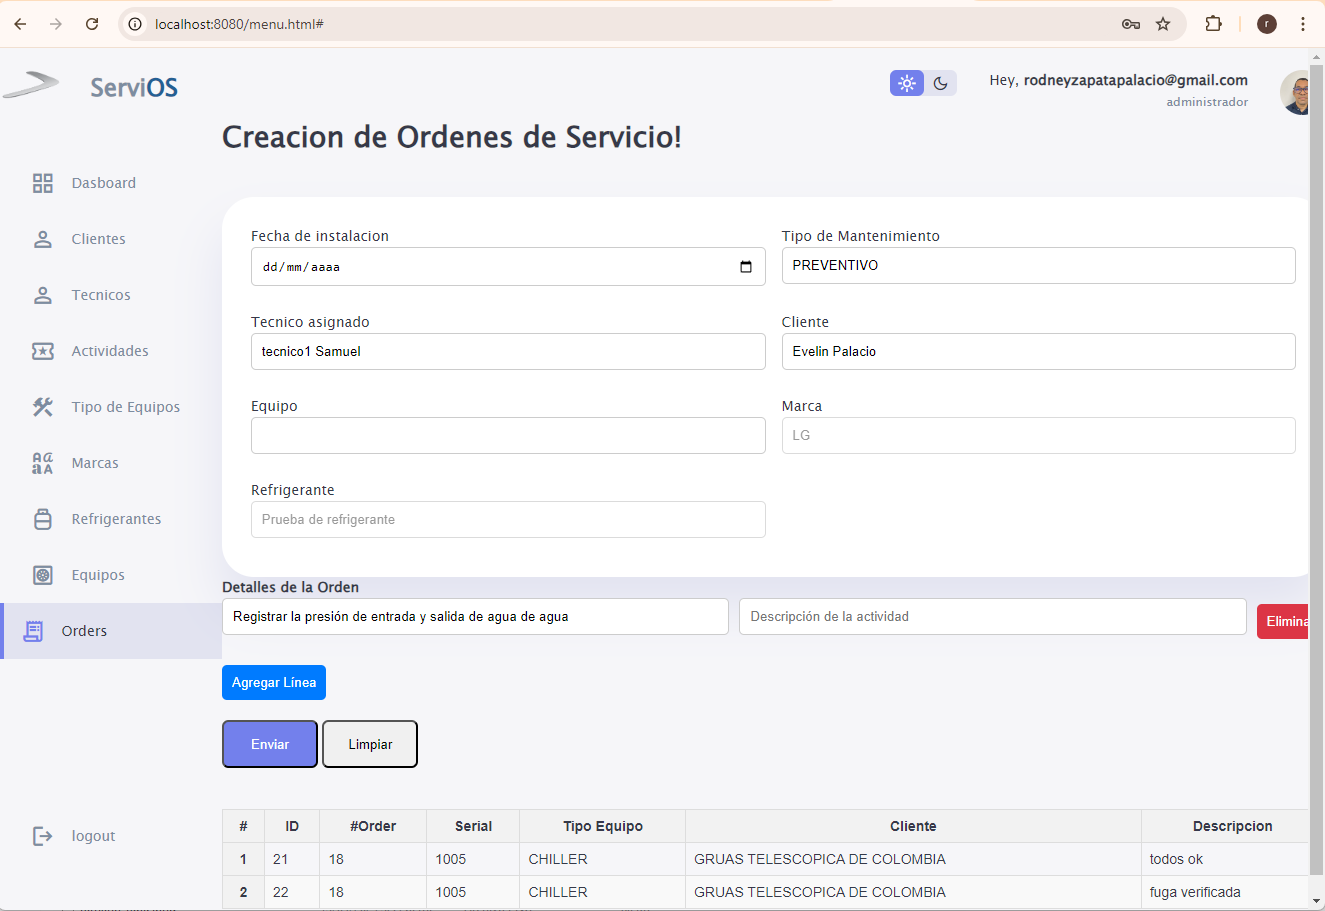 localhost:8080/menu.html#
r
ServiOS
Hey, rodneyzapatapalacio@gmail.com
administrador
Creacion de Ordenes de Servicio!
Dasboard
Clientes
Tecnicos
Actividades
Tipo de Equipos
Marcas
Refrigerantes
Equipos
Orders
logout
Fecha de instalacion
Tipo de Mantenimiento
dd/mm/aaaa
PREVENTIVO
Tecnico asignado
Cliente
tecnico1 Samuel
Evelin Palacio
Equipo
Marca
LG
Refrigerante
Prueba de refrigerante
Detalles de la Orden
Registrar la presión de entrada y salida de agua de agua
Descripción de la actividad
Elimina
Agregar Línea
Enviar
Limpiar
# ID #Order Serial Tipo Equipo Cliente Descripcion
1 21 18 1005 CHILLER GRUAS TELESCOPICA DE COLOMBIA todos ok
2 22 18 1005 CHILLER GRUAS TELESCOPICA DE COLOMBIA fuga verificada